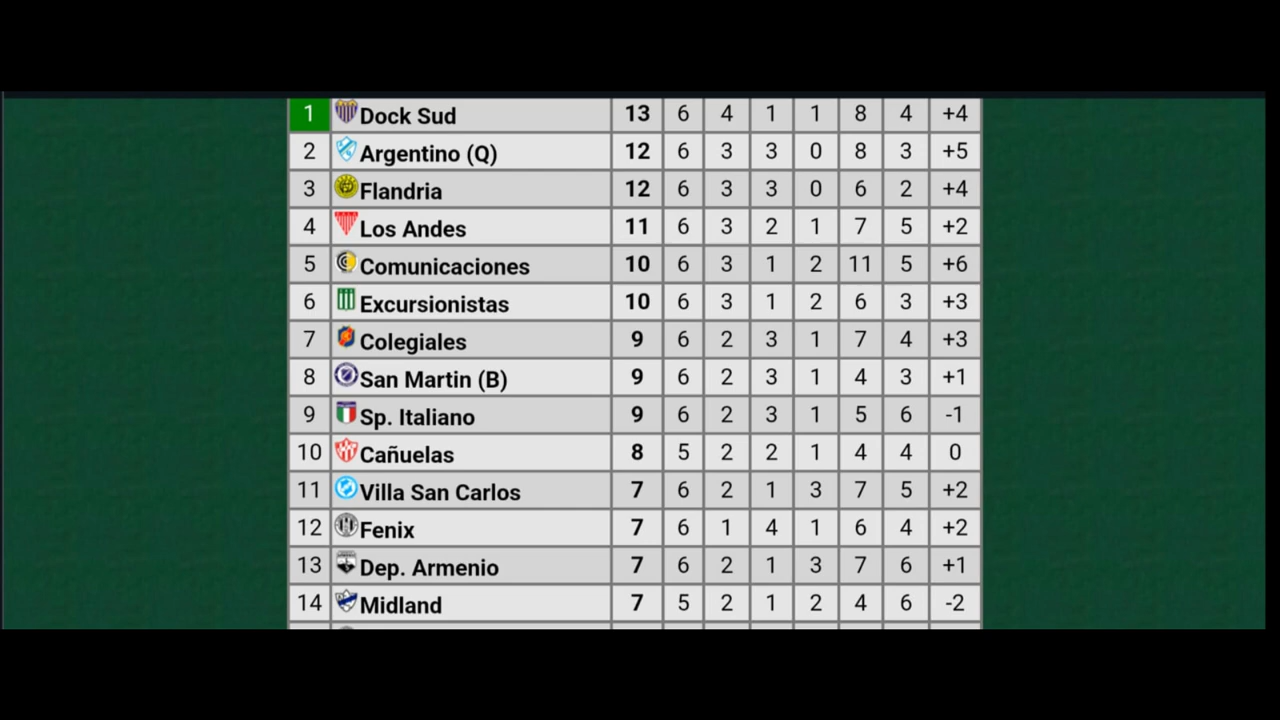 1 Dock Sud 13 6 4 1 1 8 4 +4
2 Argentino (Q) 12 6 3 3 0 8 3 +5
3 Flandria 12 6 3 3 0 6 2 +4
4 Los Andes 11 6 3 2 1 7 5 +2
5 Comunicaciones 10 6 3 1 2 11 5 +6
6 Excursionistas 10 6 3 1 2 6 3 +3
7 Colegiales 9 6 2 3 1 7 4 +3
8 San Martin (B) 9 6 2 3 1 4 3 +1
9 Sp. Italiano 9 6 2 3 1 5 6 -1
10 Cañuelas 8 5 2 2 1 4 4 0
11 Villa San Carlos 7 6 2 1 3 7 5 +2
12 Fenix 7 6 1 4 1 6 4 +2
13 Dep. Armenio 7 6 2 1 3 7 6 +1
14 Midland 7 5 2 1 2 4 6 -2